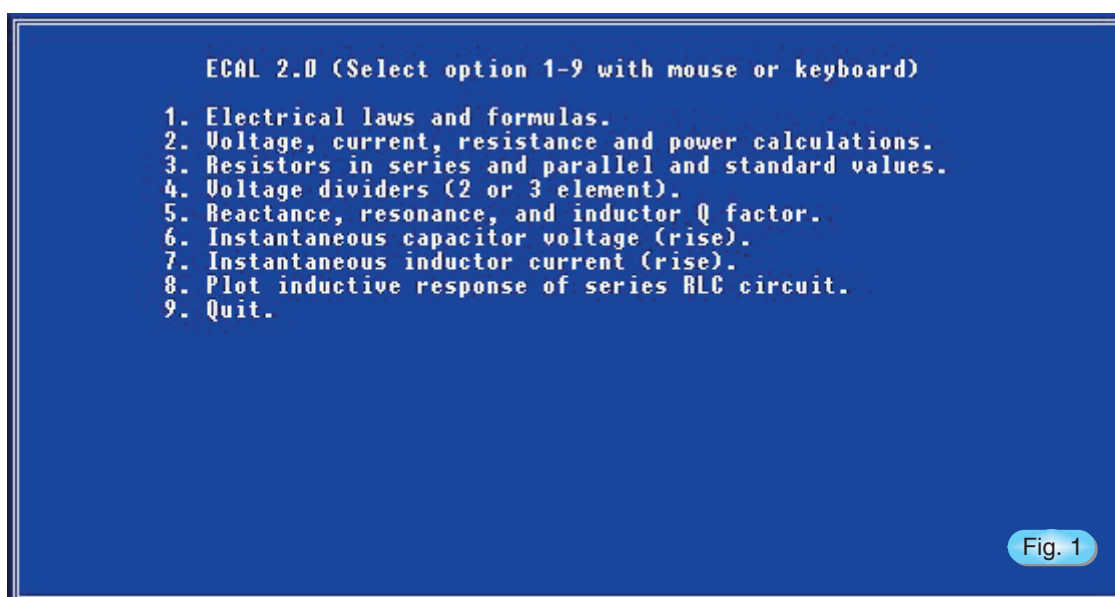 ECAL 2.0 (Select option 1-9 with mouse or keyboard)
1. Electrical laws and formulas.
2. Voltage, current, resistance and power calculations.
3. Resistors in series and parallel and standard values.
4. Voltage dividers (2 or 3 element).
5. Reactance, resonance, and inductor Q factor.
6. Instantaneous capacitor voltage (rise).
7. Instantaneous inductor current (rise).
8. Plot inductive response of series RLC circuit.
9. Quit.
Fig. 1